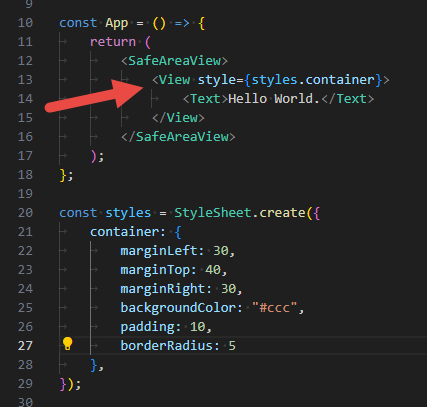 9
10 const App = () => {
11 return (
12 <SafeAreaView>
13 <View style={styles.container}>
14 <Text>Hello World.</Text>
15 </View>
16 </SafeAreaView>
17 );
18 };
19
20 const styles = StyleSheet.create({
21 container: {
22 marginLeft: 30,
23 marginTop: 40,
24 marginRight: 30,
25 backgroundColor: "#ccc",
26 padding: 10,
27 borderRadius: 5
28 },
29 });
30